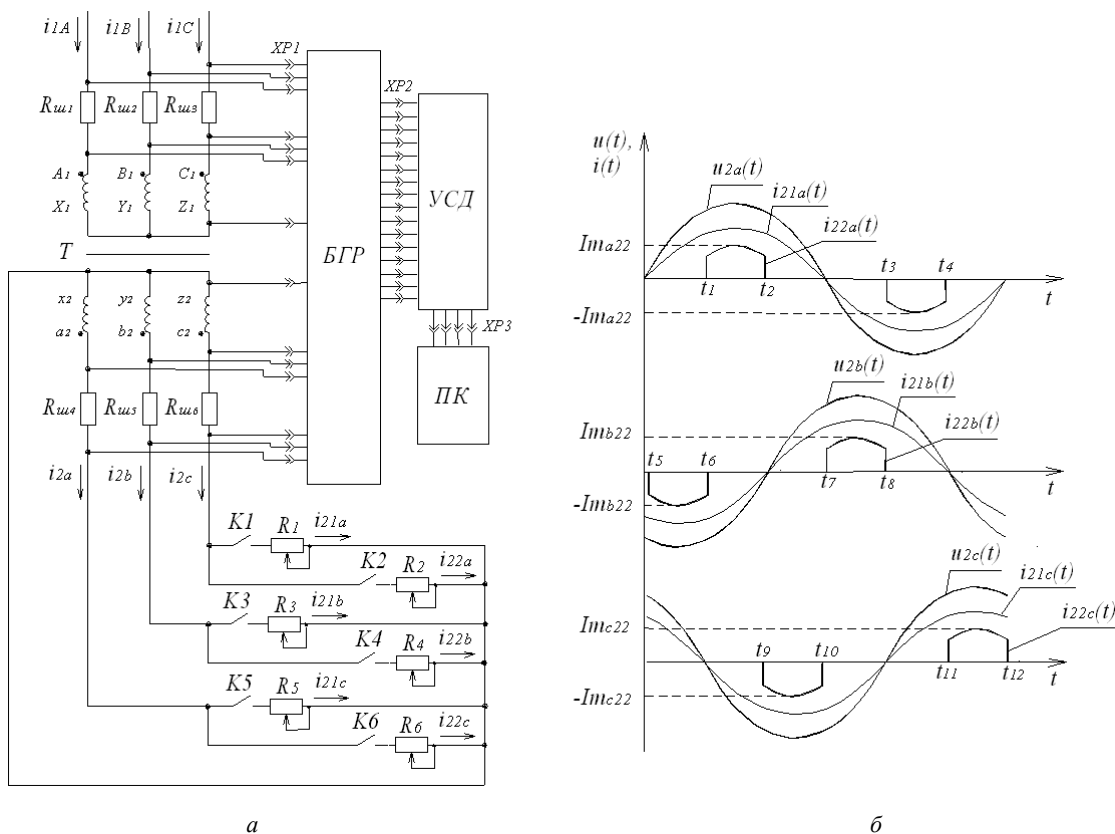 i1A i1B i1C
XP1
XP2
Rш1 Rш2 Rш3
A1 B1 C1
X1 Y1 Z1
T
БГР
УСД
XP3
ПК
x2 y2 z2
a2 b2 c2
Rш4 Rш5 Rш6
i2a i2b i2c
K1 R1 i21a
K2 R2 i22a
K3 R3 i21b
K4 R4 i22b
K5 R5 i21c
K6 R6 i22c
а
u(t),
i(t)
u2a(t)
i21a(t)
i22a(t)
Ima22
t1 t2 t3 t4 t
-Ima22
u2b(t)
i21b(t)
i22b(t)
Imb22
t5 t6 t7 t8 t
-Imb22
u2c(t)
i21c(t)
i22c(t)
Imc22
t9 t10 t11 t12 t
-Imc22
б